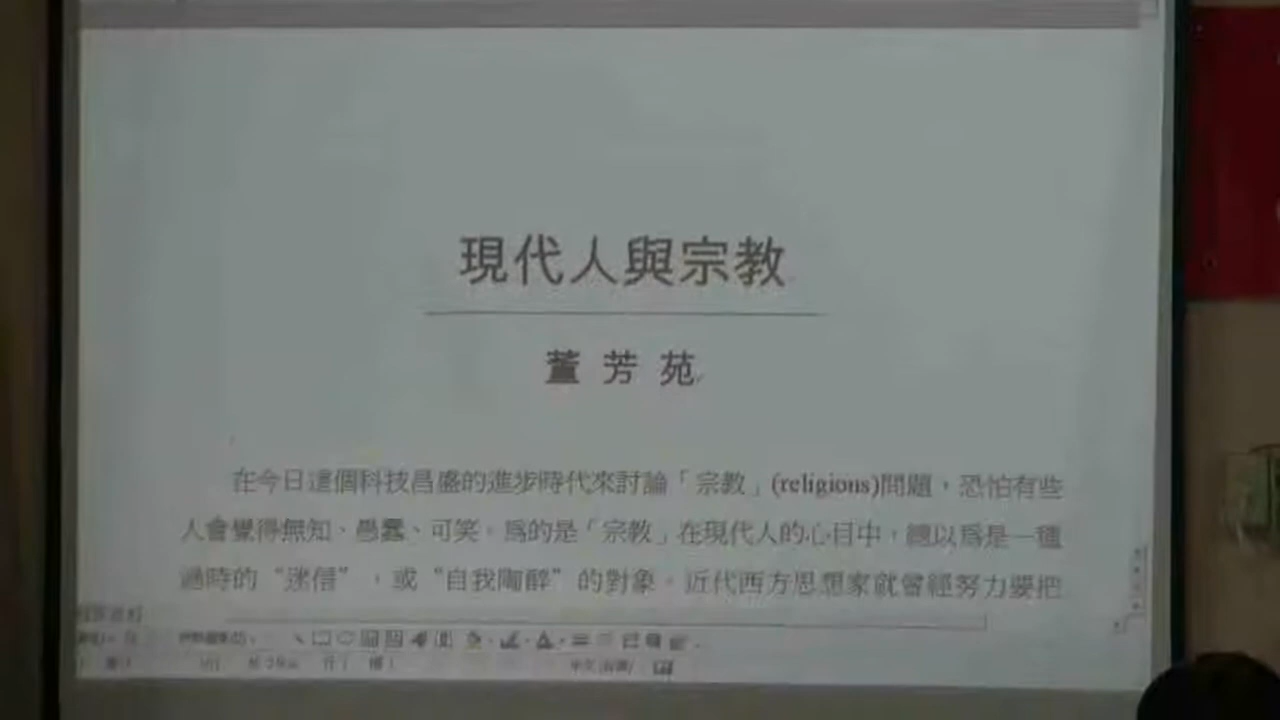 現代人與宗教
董芳苑
在今日這個科技昌盛的進步時代來討論「宗教」(religions)問題，恐怕有些
人會覺得無知、愚蠢、可�。為的是「宗教」在現代人的心目中，總以為是一種
過時的“迷信”，或“自我陶醉”的對象。近代西方思想家就曾經努力要把